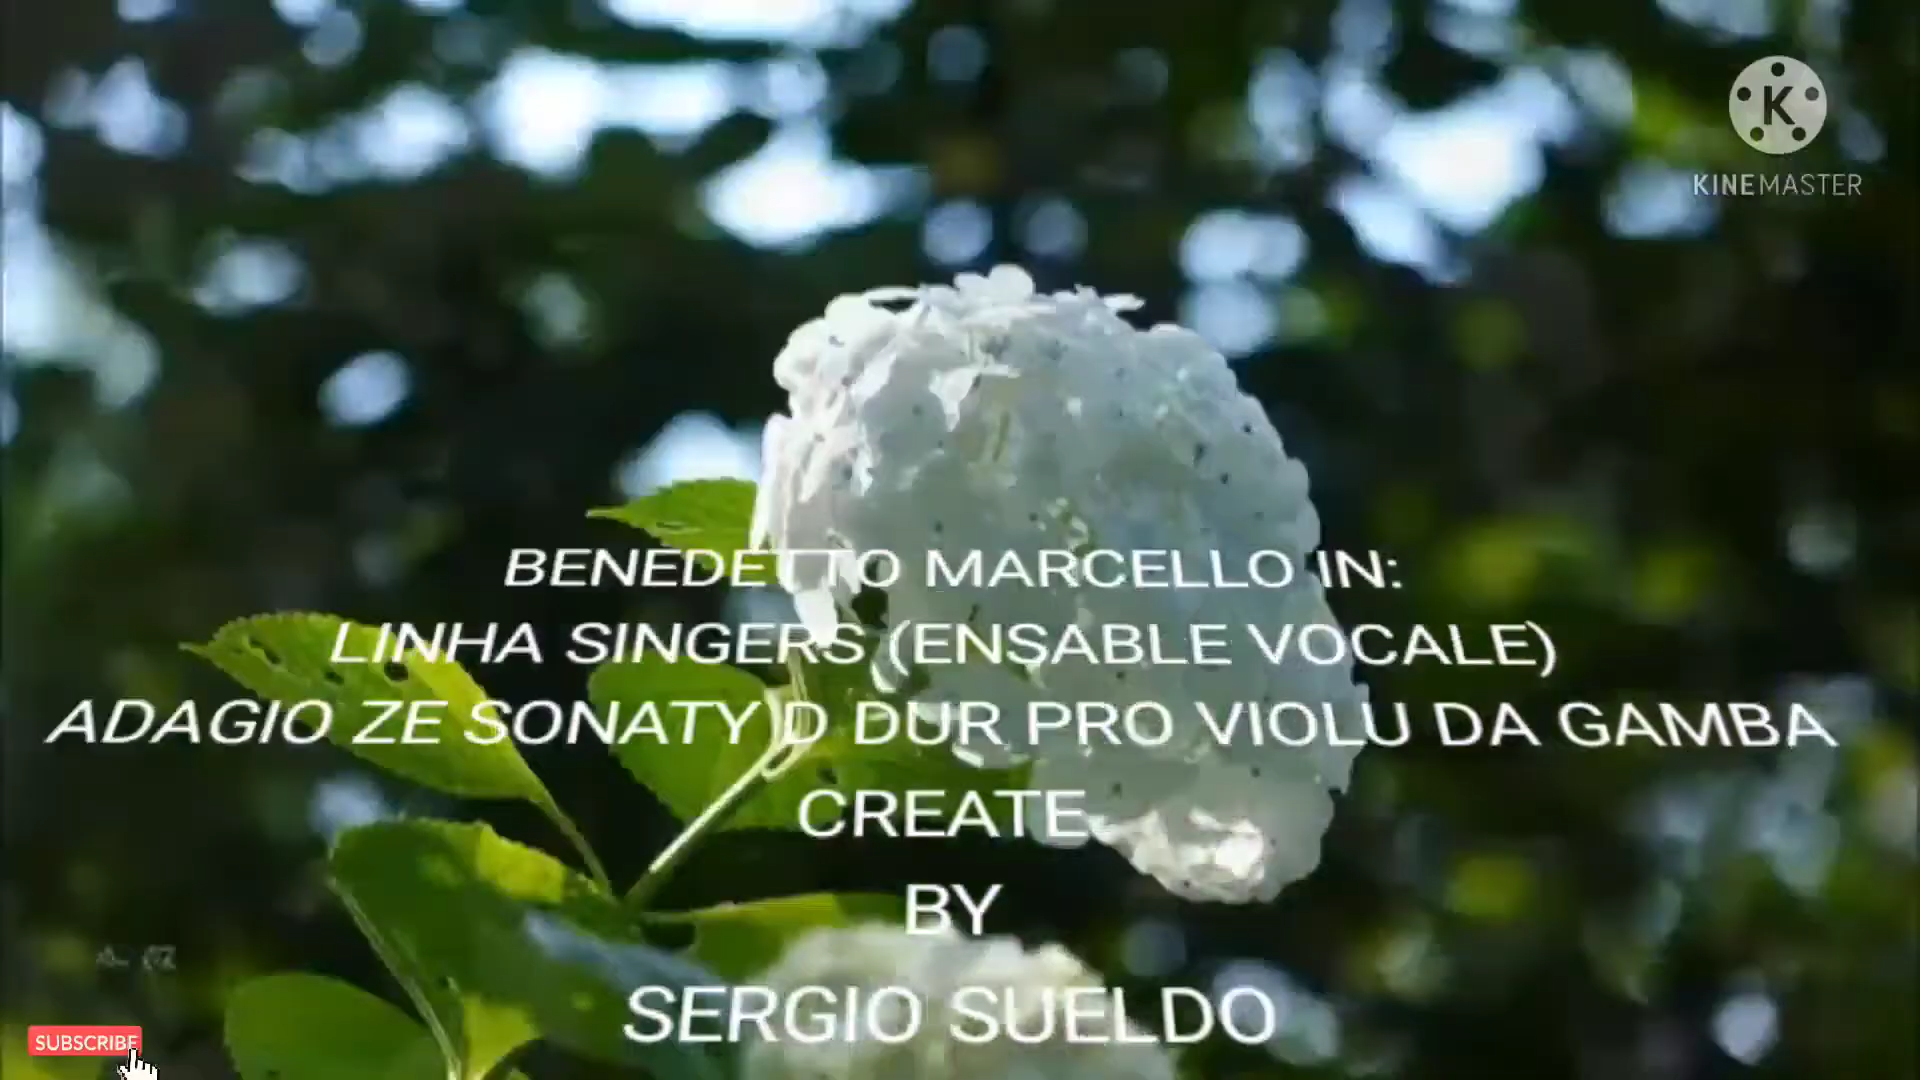 K
KINEMASTER
BENEDETTO MARCELLO IN:
LINHA SINGERS (ENSABLE VOCALE)
ADAGIO ZE SONATY D DUR PRO VIOLU DA GAMBA
CREATE
BY
SERGIO SUELDO
SUBSCRIBE